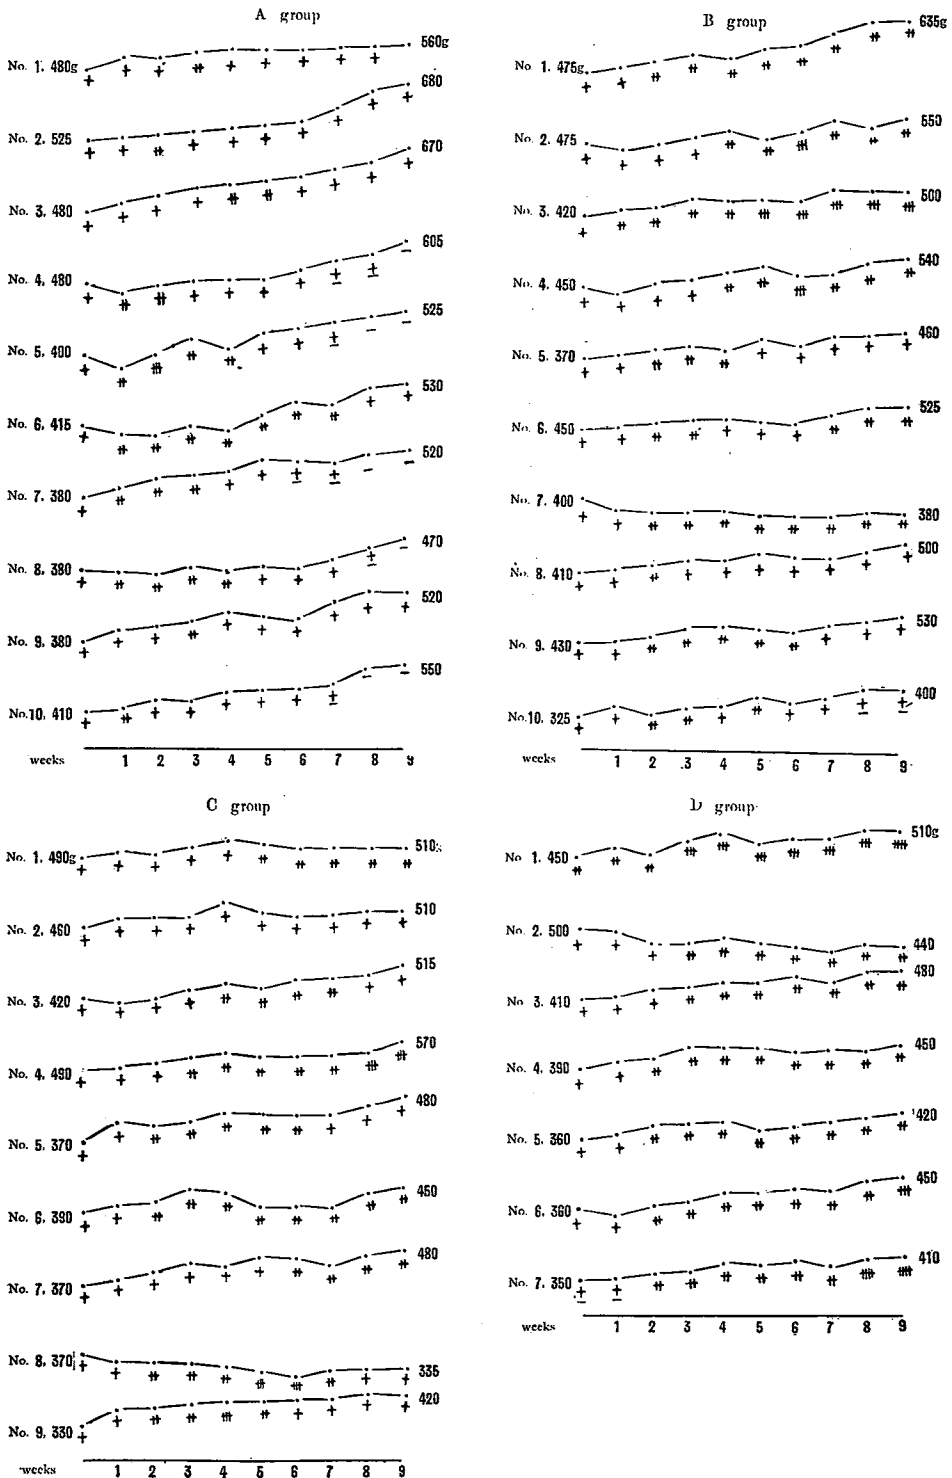 A group
No. 1. 480g 560g
No. 2. 525 680
No. 3. 480 670
No. 4. 480 605
No. 5. 400 525
No. 6. 415 530
No. 7. 380 520
No. 8. 380 470
No. 9. 380 520
No. 10. 410 550
weeks 1 2 3 4 5 6 7 8 9
B group
No. 1. 475g 635g
No. 2. 475 550
No. 3. 420 500
No. 4. 450 540
No. 5. 370 460
No. 6. 450 525
No. 7. 400 380
No. 8. 410 500
No. 9. 430 530
No. 10. 325 400
weeks 1 2 3 4 5 6 7 8 9
C group
No. 1. 490g 510g
No. 2. 460 510
No. 3. 420 515
No. 4. 490 570
No. 5. 370 480
No. 6. 390 450
No. 7. 370 480
No. 8. 370 335
No. 9. 330 420
weeks 1 2 3 4 5 6 7 8 9
D group
No. 1. 450 510g
No. 2. 500 440
No. 3. 410 480
No. 4. 390 450
No. 5. 360 420
No. 6. 360 450
No. 7. 350 410
weeks 1 2 3 4 5 6 7 8 9